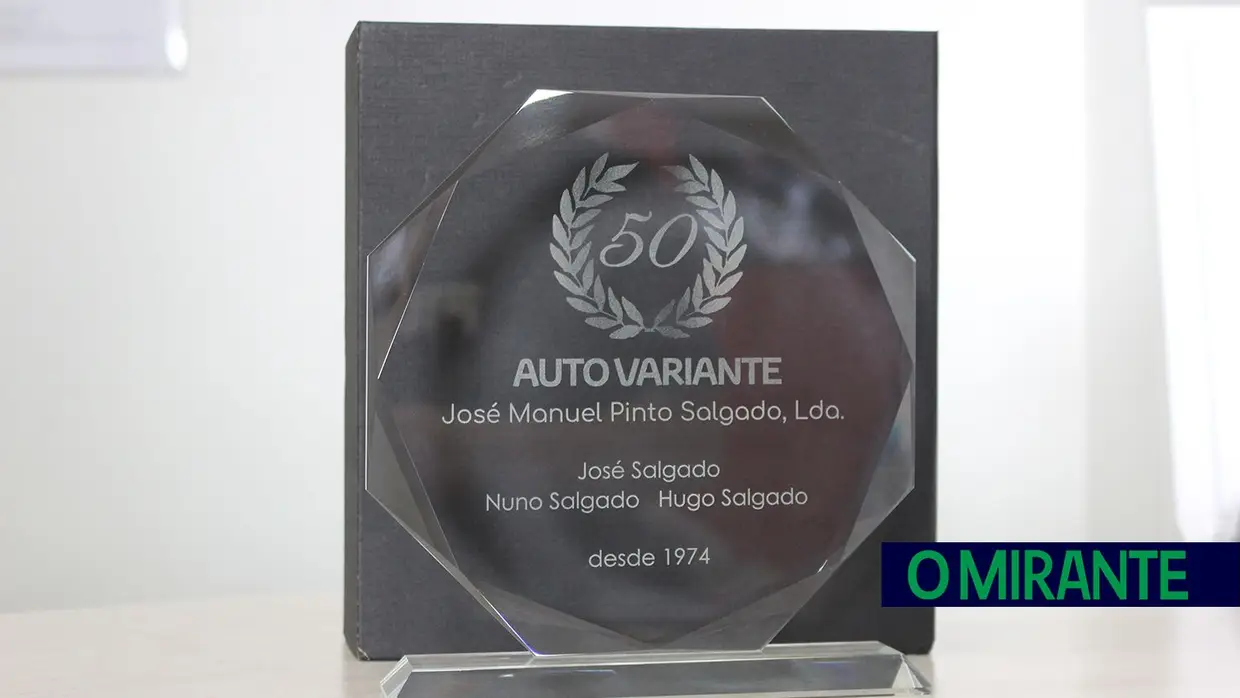 50
AUTO VARIANTE
José Manuel Pinto Salgado, Lda.
José Salgado
Nuno Salgado Hugo Salgado
desde 1974
O MIRANTE